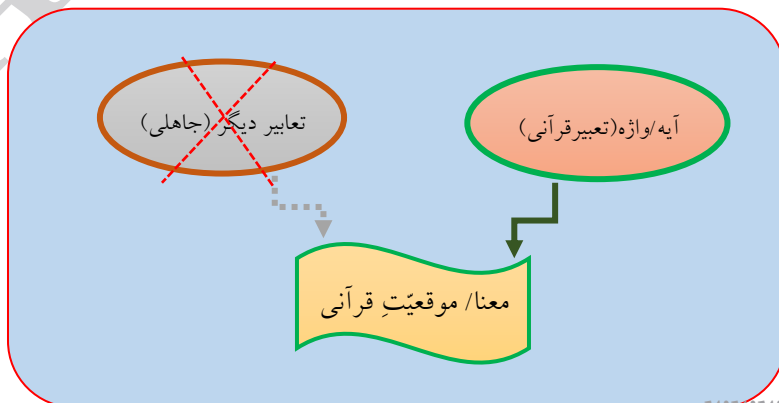 آیه/واژه(تعبیرقرآنی)
تعابیر دیگر (جاهلی)
معنا/ موقعیّتِ قرآنی